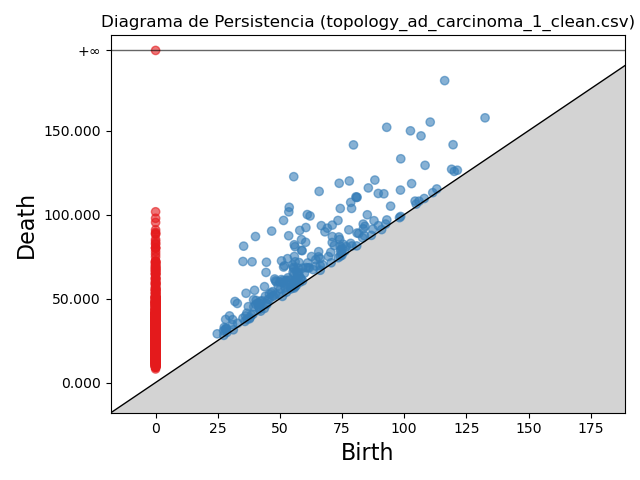 Diagrama de Persistencia (topology_ad_carcinoma_1_clean.csv)
+∞
150.000
100.000
50.000
0.000
Death
0 25 50 75 100 125 150 175
Birth